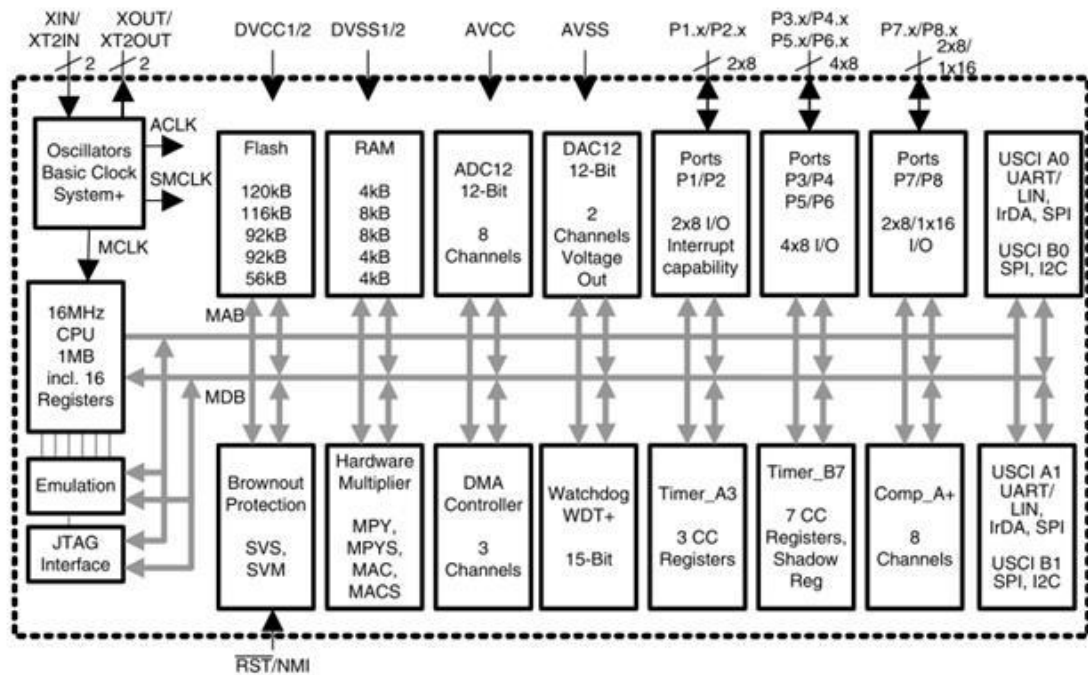 XIN/
XT2IN
XOUT/
XT2OUT
DVCC1/2
DVSS1/2
AVCC
AVSS
P1.x/P2.x
P3.x/P4.x
P5.x/P6.x
P7.x/P8.x
2
2
2x8
4x8
2x8/
1x16
Oscillators
Basic Clock
System+
ACLK
SMCLK
MCLK
Flash
120kB
116kB
92kB
92kB
56kB
RAM
4kB
8kB
8kB
4kB
4kB
ADC12
12-Bit
8
Channels
DAC12
12-Bit
2
Channels
Voltage
Out
Ports
P1/P2
2x8 I/O
Interrupt
capability
Ports
P3/P4
P5/P6
4x8 I/O
Ports
P7/P8
2x8/1x16
I/O
USCI A0
UART/
LIN,
IrDA, SPI
USCI B0
SPI, I2C
16MHz
CPU
1MB
incl. 16
Registers
MAB
MDB
Emulation
JTAG
Interface
Brownout
Protection
SVS,
SVM
Hardware
Multiplier
MPY,
MPYS,
MAC,
MACS
DMA
Controller
3
Channels
Watchdog
WDT+
15-Bit
Timer_A3
3 CC
Registers
Timer_B7
7 CC
Registers,
Shadow
Reg
Comp_A+
8
Channels
USCI A1
UART/
LIN,
IrDA, SPI
USCI B1
SPI, I2C
RST/NMI